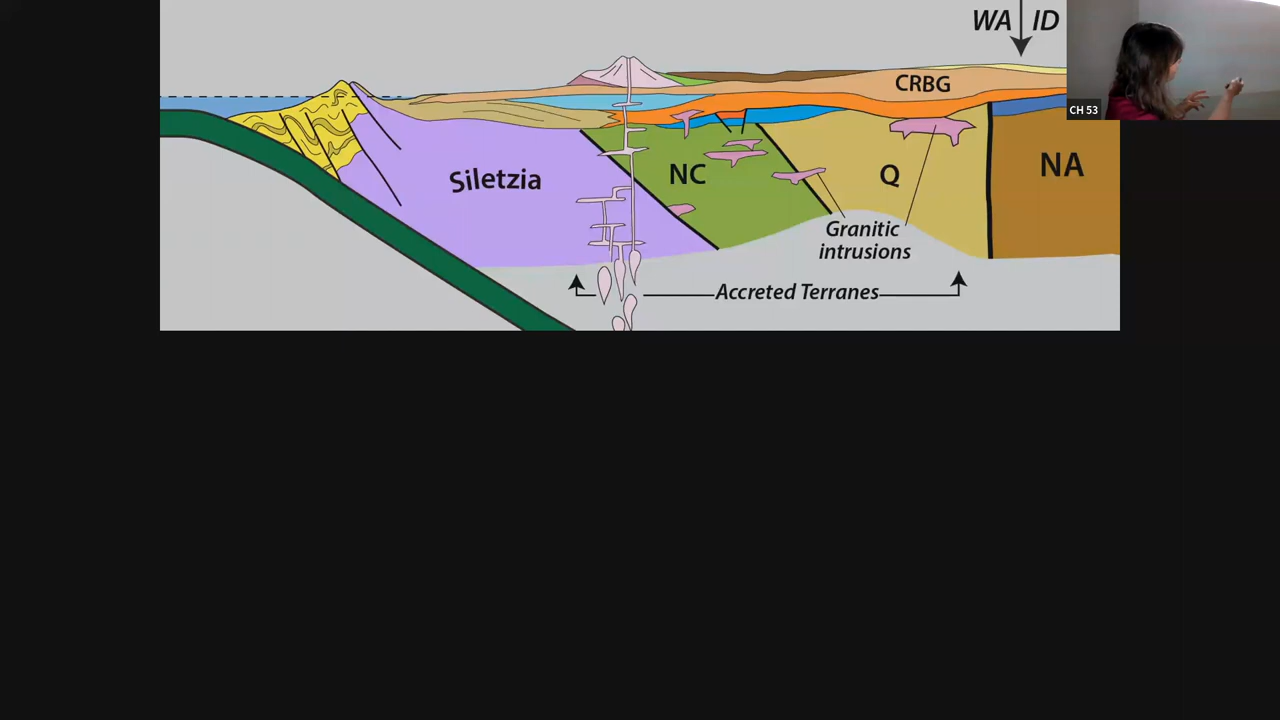 WA ID
CRBG
CH 53
Siletzia
NC
Q
NA
Granitic
intrusions
Accreted Terranes